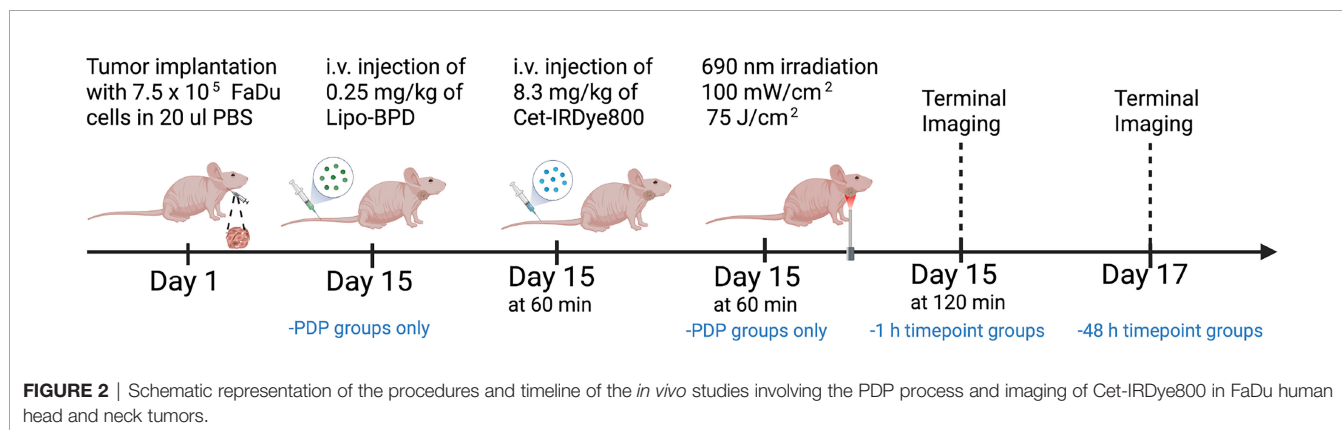 Tumor implantation
with 7.5 x 10⁵ FaDu
cells in 20 ul PBS
i.v. injection of
0.25 mg/kg of
Lipo-BPD
i.v. injection of
8.3 mg/kg of
Cet-IRDye800
690 nm irradiation
100 mW/cm²
75 J/cm²
Terminal
Imaging
Terminal
Imaging
Day 1
Day 15
-PDP groups only
Day 15
at 60 min
Day 15
at 60 min
-PDP groups only
Day 15
at 120 min
-1 h timepoint groups
Day 17
-48 h timepoint groups
FIGURE 2 | Schematic representation of the procedures and timeline of the in vivo studies involving the PDP process and imaging of Cet-IRDye800 in FaDu human
head and neck tumors.